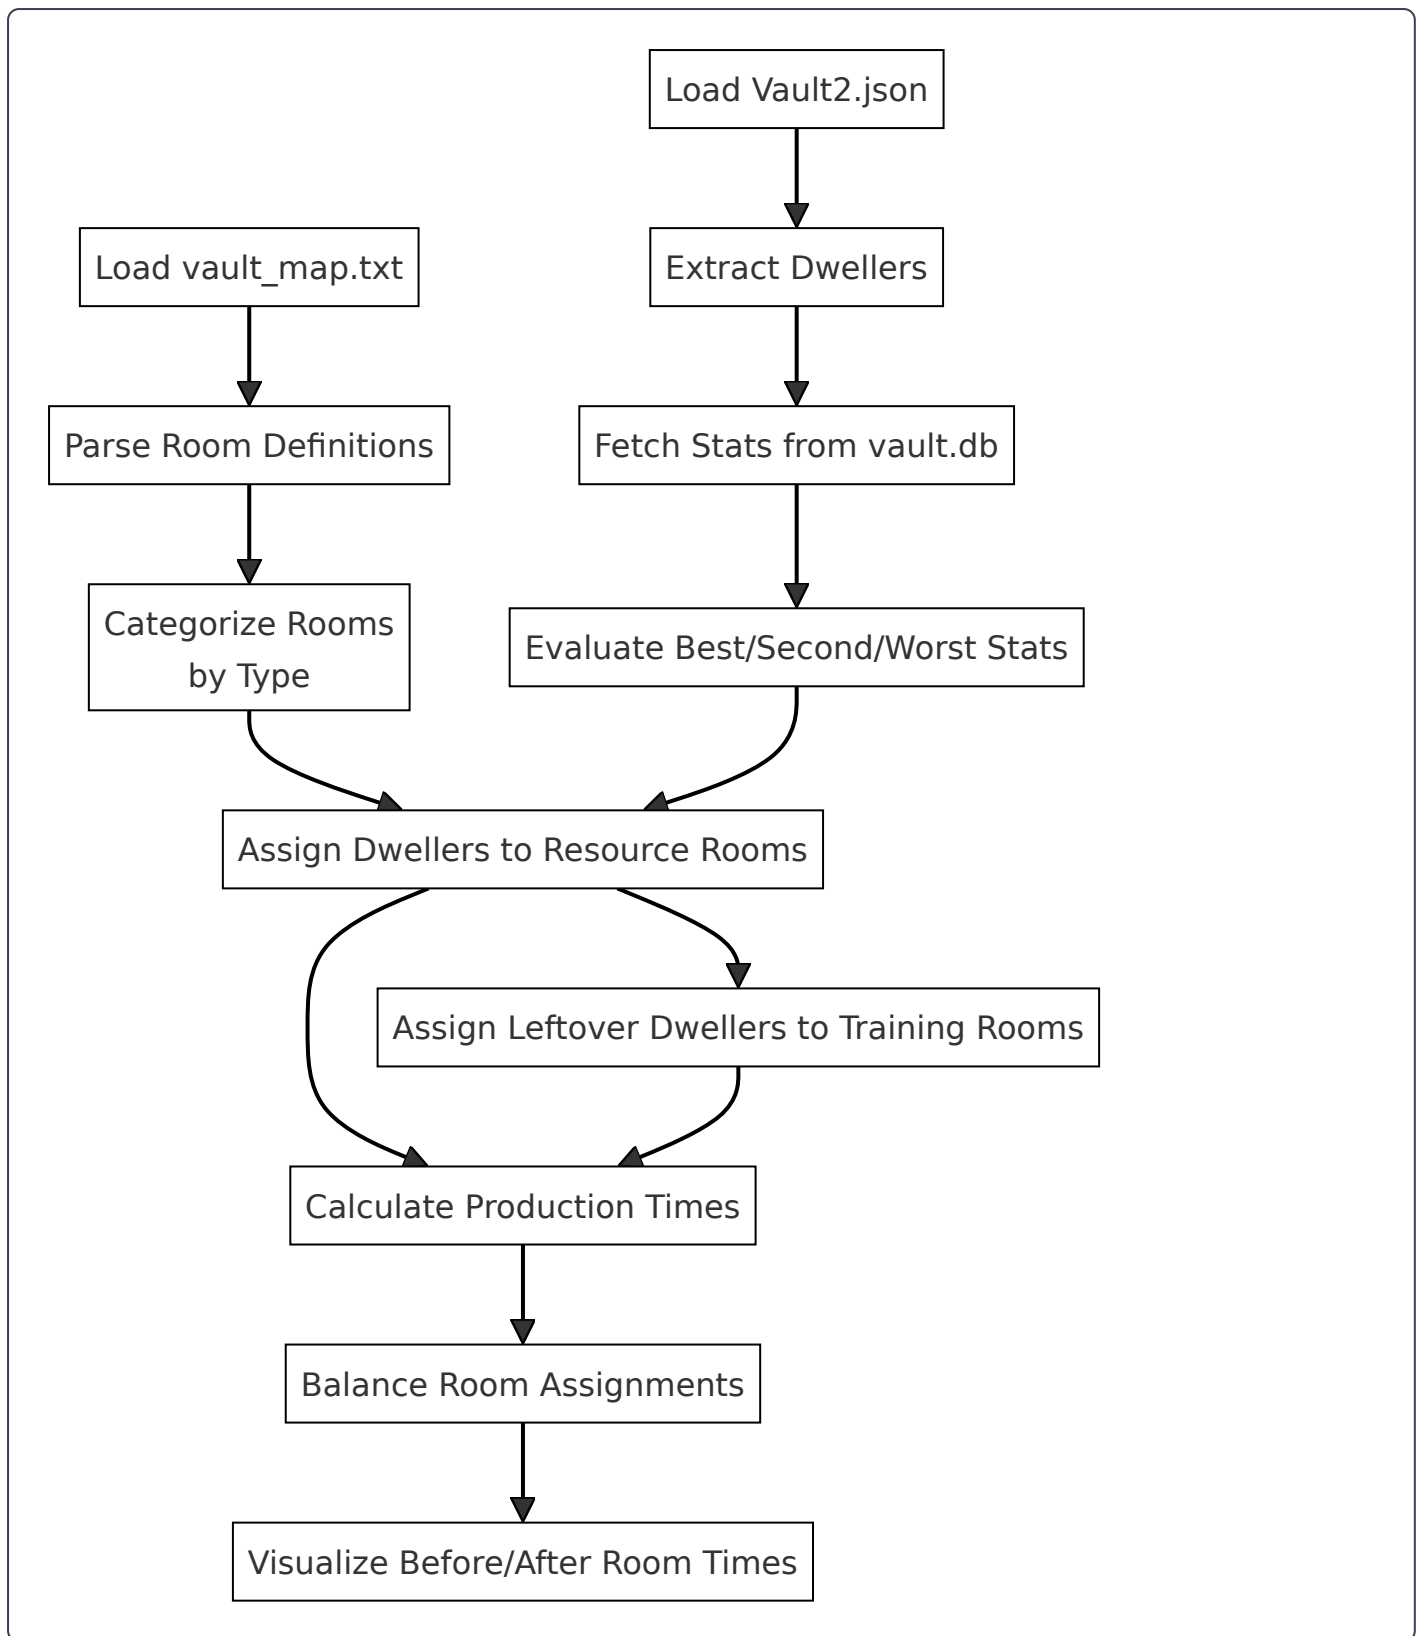 Load Vault2.json
Load vault_map.txt
Extract Dwellers
Parse Room Definitions
Fetch Stats from vault.db
Categorize Rooms
by Type
Evaluate Best/Second/Worst Stats
Assign Dwellers to Resource Rooms
Assign Leftover Dwellers to Training Rooms
Calculate Production Times
Balance Room Assignments
Visualize Before/After Room Times